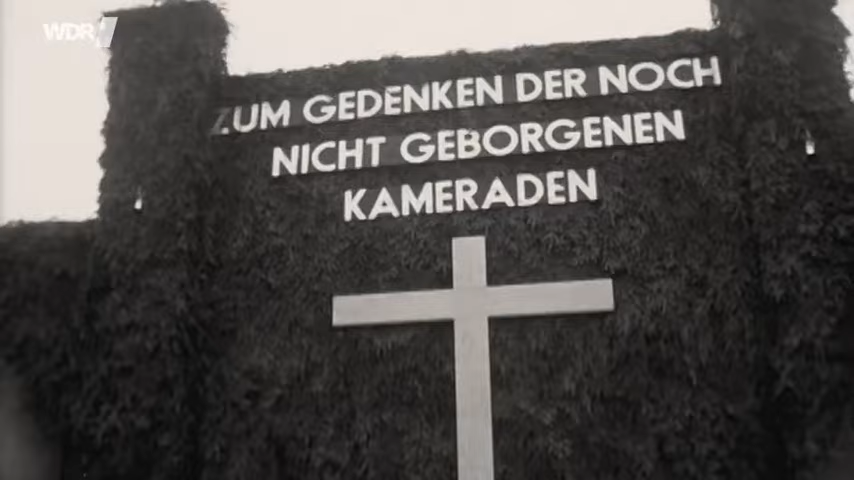 WDR
ZUM GEDENKEN DER NOCH
NICHT GEBORGENEN
KAMERADEN